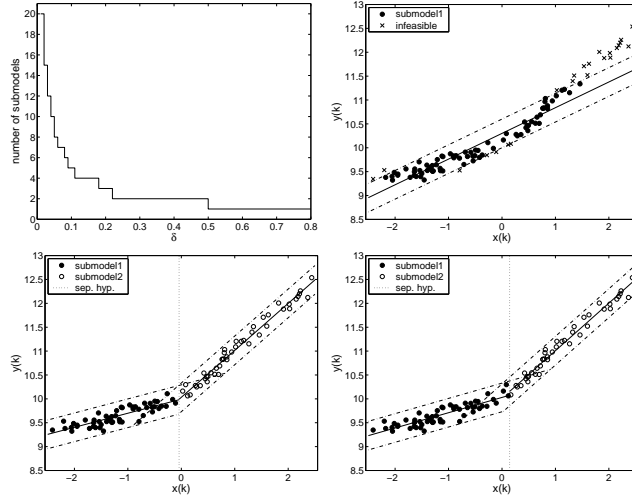 20
18
16
14
12
10
8
6
4
2
0
number of submodels
0 0.1 0.2 0.3 0.4 0.5 0.6 0.7 0.8
δ
submodel1
infeasible
13
12.5
12
11.5
11
10.5
10
9.5
9
8.5
y(k)
−2 −1 0 1 2
x(k)
submodel1
submodel2
sep. hyp.
13
12.5
12
11.5
11
10.5
10
9.5
9
8.5
y(k)
−2 −1 0 1 2
x(k)
submodel1
submodel2
sep. hyp.
13
12.5
12
11.5
11
10.5
10
9.5
9
8.5
y(k)
−2 −1 0 1 2
x(k)